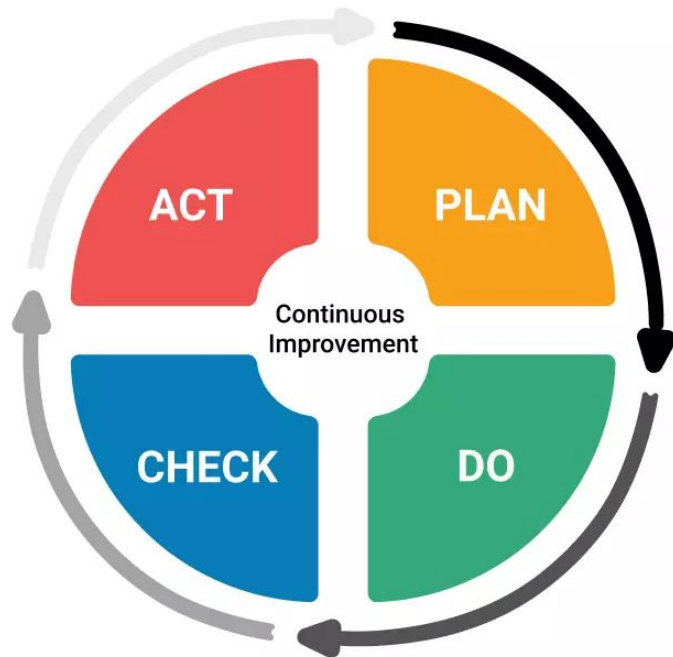 ACT
PLAN
Continuous
Improvement
CHECK
DO